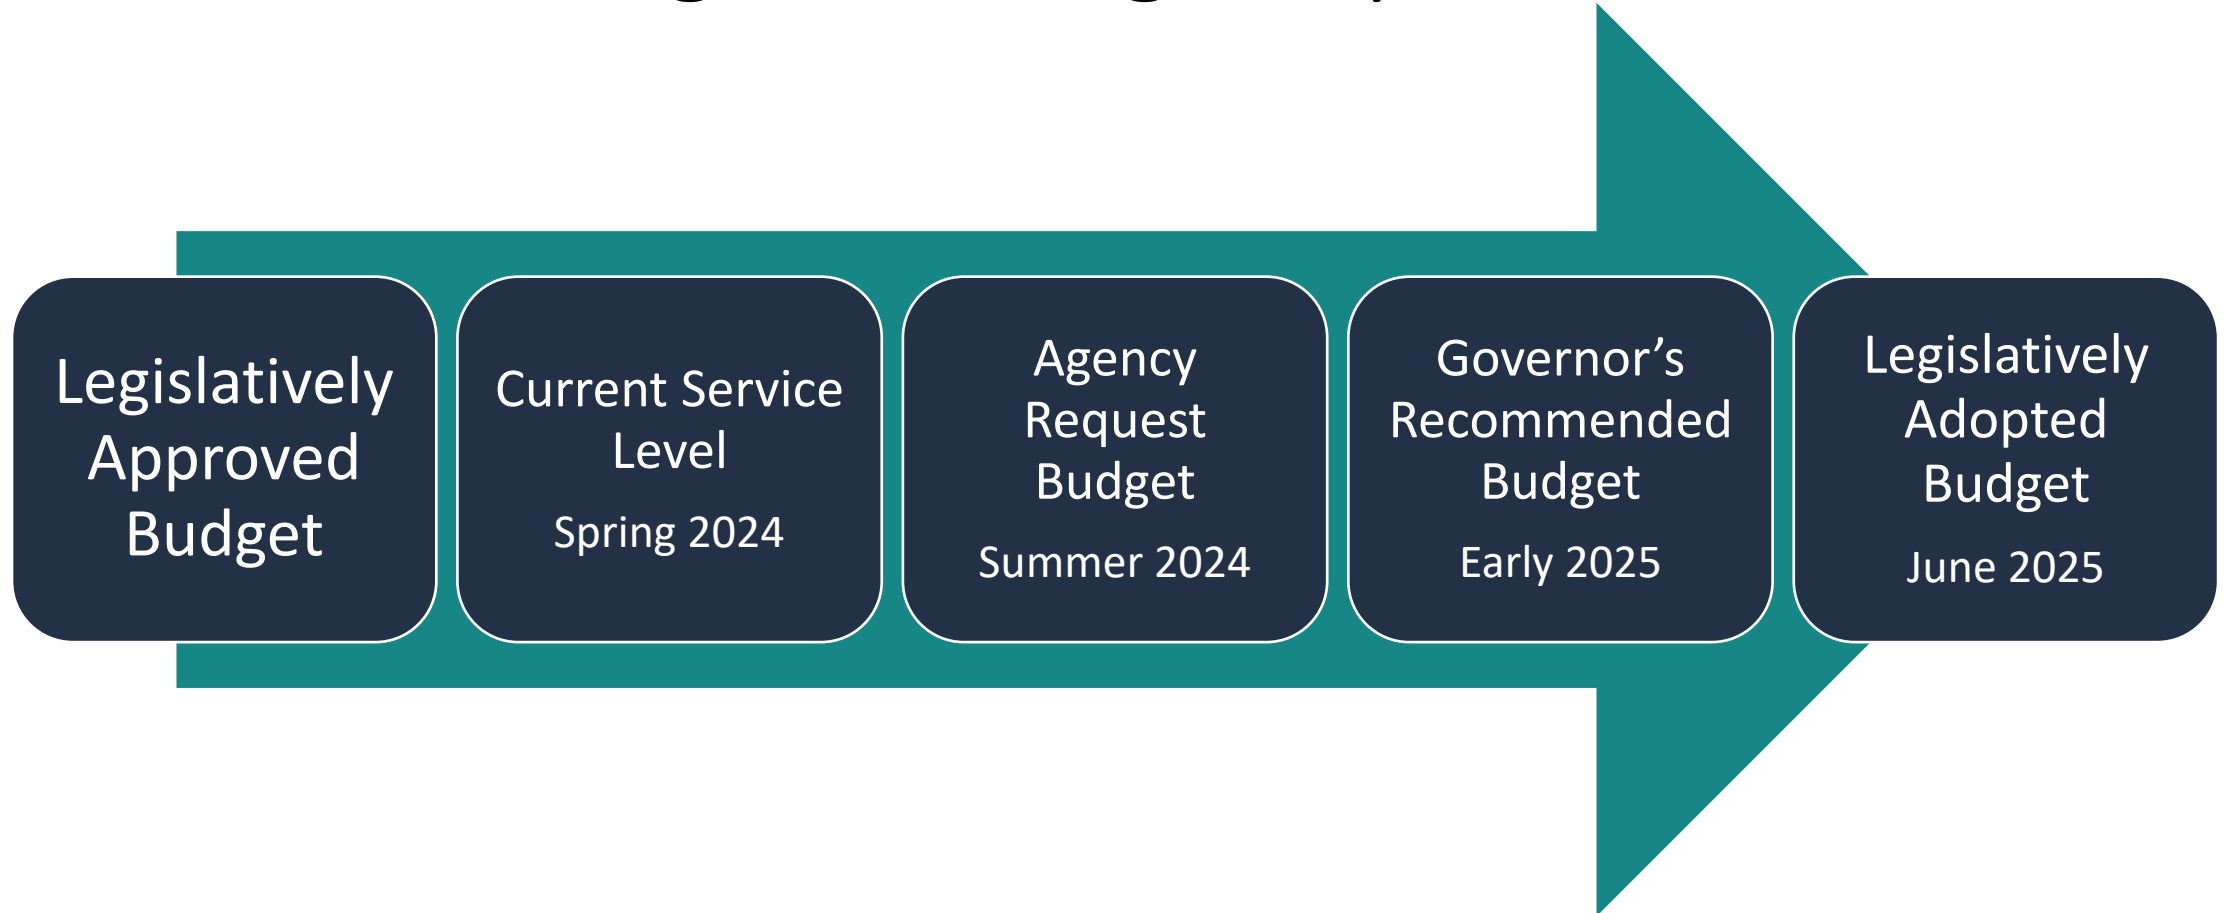 Legislatively
Approved
Budget
Current Service
Level
Spring 2024
Agency
Request
Budget
Summer 2024
Governor’s
Recommended
Budget
Early 2025
Legislatively
Adopted
Budget
June 2025